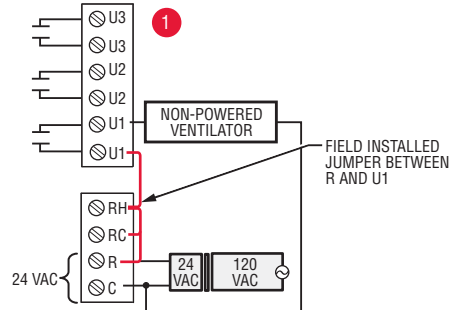 U3
1
U3
U2
U2
U1
NON-POWERED
VENTILATOR
U1
FIELD INSTALLED
JUMPER BETWEEN
R AND U1
RH
RC
R
24
VAC
120
VAC
24 VAC
C